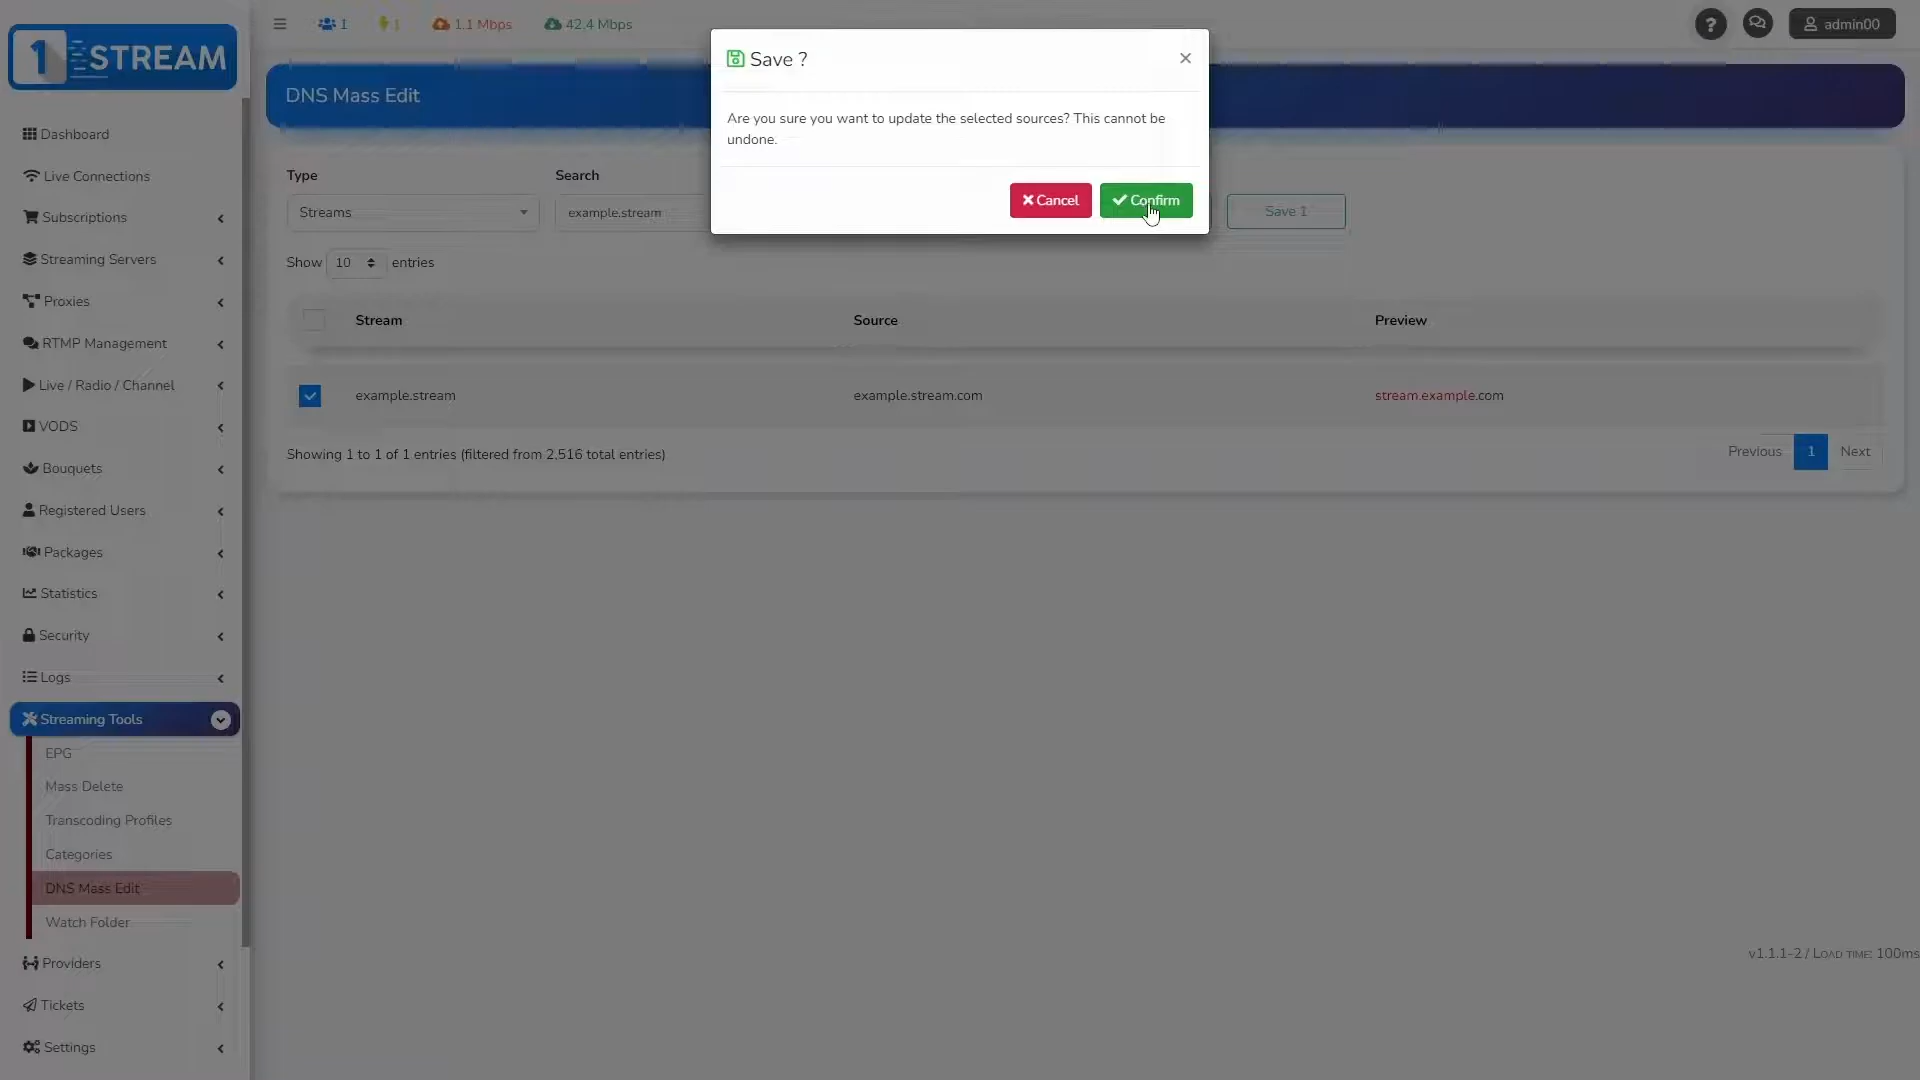 1 STREAM
1
1
1.1 Mbps
42.4 Mbps
?
admin00
Save ?
×
Are you sure you want to update the selected sources? This cannot be
undone.
Cancel
Confirm
DNS Mass Edit
Type
Search
Streams
example.stream
Save 1
Show 10 entries
Stream
Source
Preview
example.stream
example.stream.com
stream.example.com
Showing 1 to 1 of 1 entries (filtered from 2,516 total entries)
Previous
1
Next
Dashboard
Live Connections
Subscriptions
Streaming Servers
Proxies
RTMP Management
Live / Radio / Channel
VODS
Bouquets
Registered Users
Packages
Statistics
Security
Logs
Streaming Tools
EPG
Mass Delete
Transcoding Profiles
Categories
DNS Mass Edit
Watch Folder
Providers
Tickets
Settings
v1.1.1-2 / LOAD TIME: 100ms